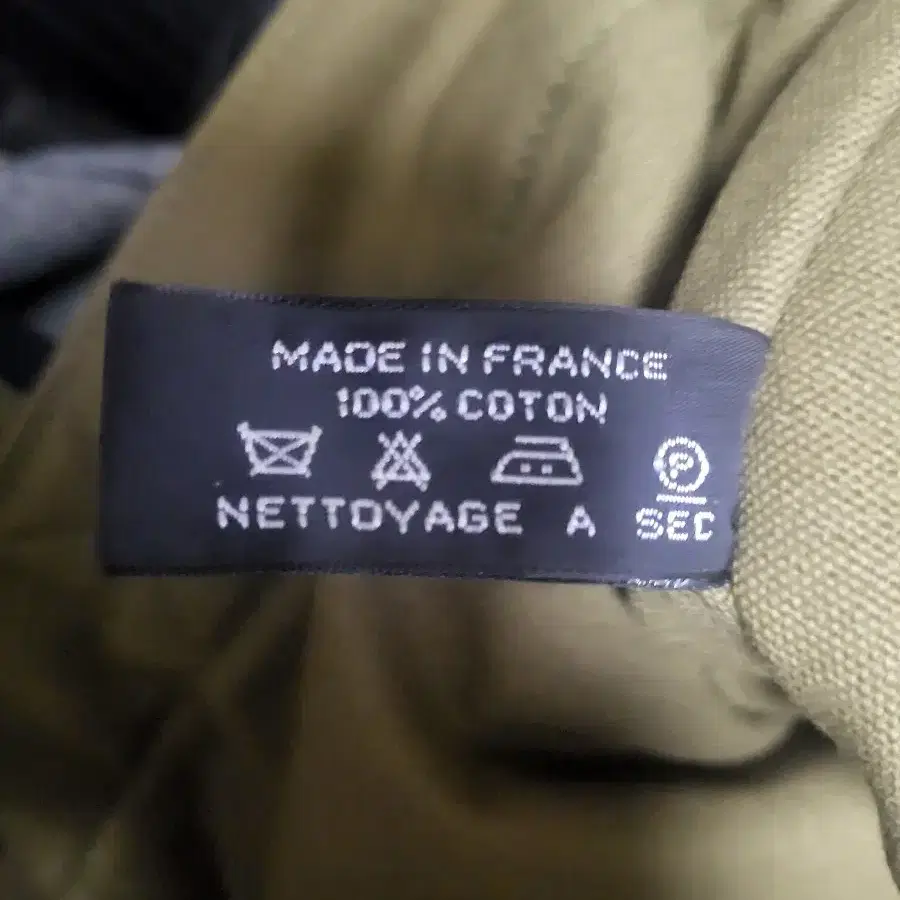 MADE IN FRANCE
100% COTON
P
NETTOYAGE A SEC